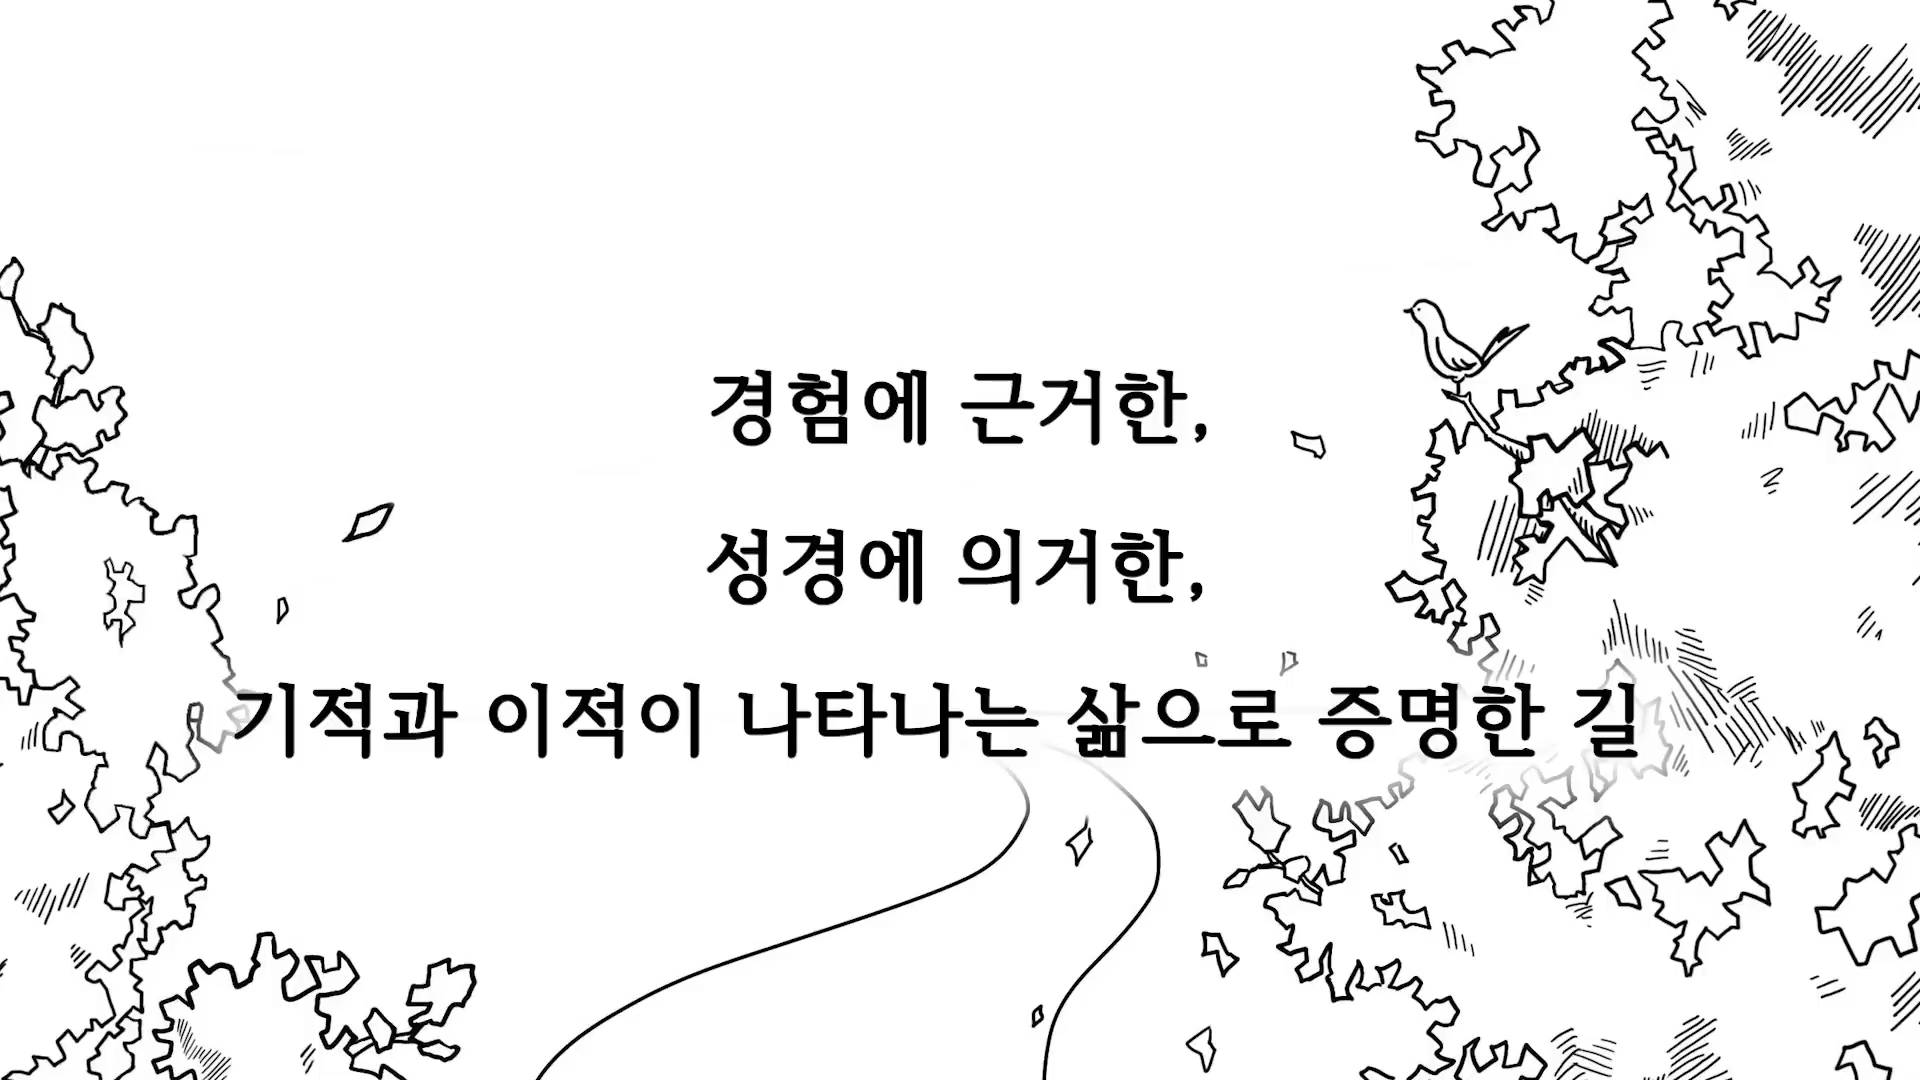 경험에 근거한,
성경에 의거한,
기적과 이적이 나타나는 삶으로 증명한 길